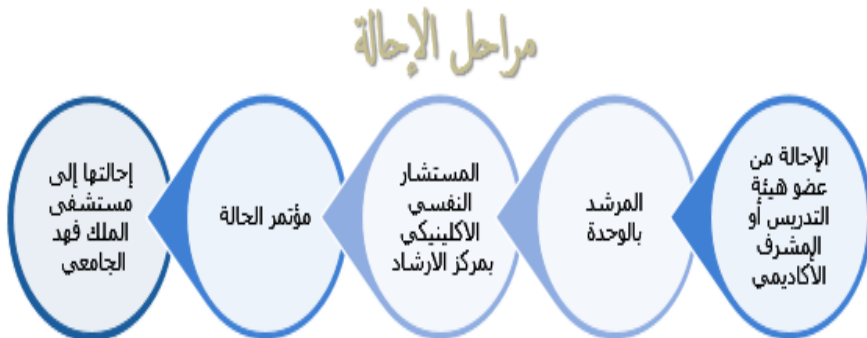 مراحل الإحالة
الإحالة من
عضو هيئة
التدريس أو
المشرف
الأكاديمي
المرشد
بالوحدة
المستشار
النفسي
الاكلينيكي
بمركز الارشاد
مؤتمر الحالة
إحالتها إلى
مستشفى
الملك فهد
الجامعي